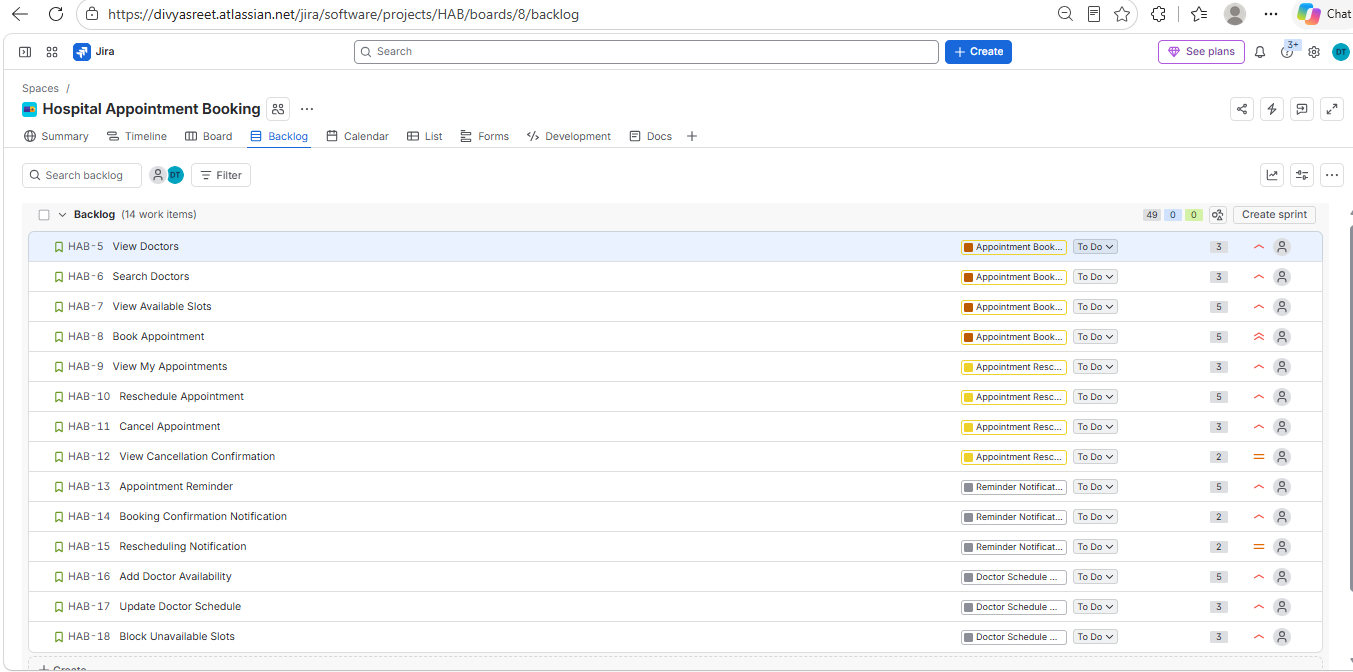 https://divyasreet.atlassian.net/jira/software/projects/HAB/boards/8/backlog Chat
Jira Search + Create See plans 3+ DT
Spaces /
Hospital Appointment Booking
Summary Timeline Board Backlog Calendar List Forms Development Docs
Search backlog DT Filter
Backlog (14 work items) 49 0 0 Create sprint
HAB-5 View Doctors Appointment Book... To Do 3
HAB-6 Search Doctors Appointment Book... To Do 3
HAB-7 View Available Slots Appointment Book... To Do 5
HAB-8 Book Appointment Appointment Book... To Do 5
HAB-9 View My Appointments Appointment Resc... To Do 3
HAB-10 Reschedule Appointment Appointment Resc... To Do 5
HAB-11 Cancel Appointment Appointment Resc... To Do 3
HAB-12 View Cancellation Confirmation Appointment Resc... To Do 2
HAB-13 Appointment Reminder Reminder Notificat... To Do 5
HAB-14 Booking Confirmation Notification Reminder Notificat... To Do 2
HAB-15 Rescheduling Notification Reminder Notificat... To Do 2
HAB-16 Add Doctor Availability Doctor Schedule ... To Do 5
HAB-17 Update Doctor Schedule Doctor Schedule ... To Do 3
HAB-18 Block Unavailable Slots Doctor Schedule ... To Do 3
+ Create